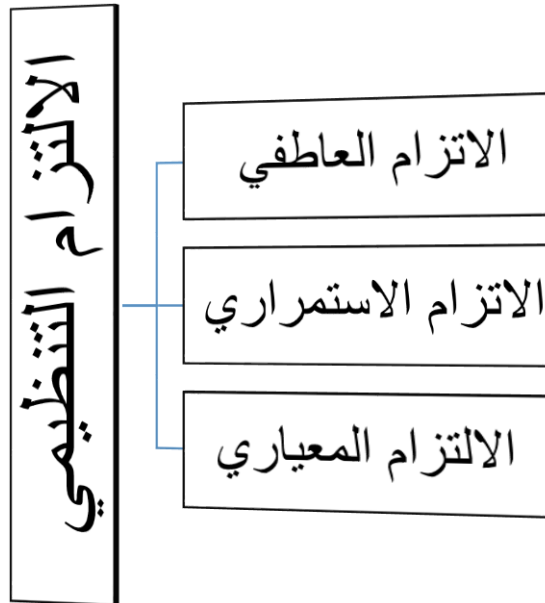 الالتزام التنظيمي
الاتزام العاطفي
الاتزام الاستمراري
الالتزام المعياري